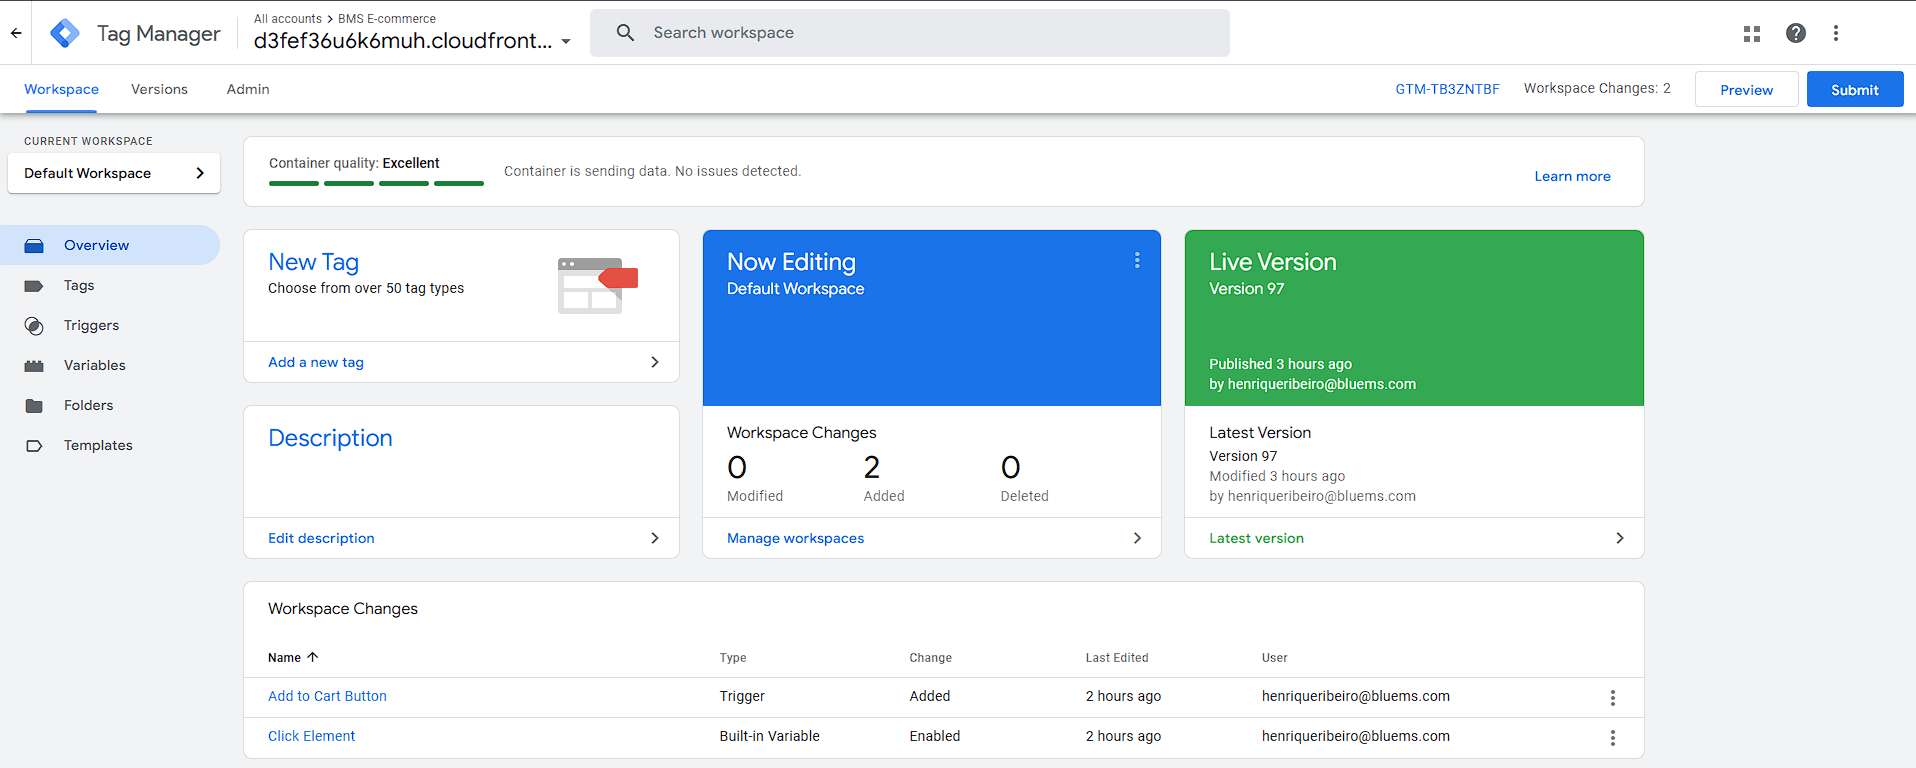 Tag Manager
All accounts > BMS E-commerce
d3fef36u6k6muh.cloudfront...
Search workspace
Workspace
Versions
Admin
GTM-TB3ZNTBF
Workspace Changes: 2
Preview
Submit
CURRENT WORKSPACE
Default Workspace
Overview
Tags
Triggers
Variables
Folders
Templates
Container quality: Excellent
Container is sending data. No issues detected.
Learn more
New Tag
Choose from over 50 tag types
Add a new tag
Description
Edit description
Now Editing
Default Workspace
Workspace Changes
0 2 0
Modified Added Deleted
Manage workspaces
Live Version
Version 97
Published 3 hours ago
by henriqueribeiro@bluems.com
Latest Version
Version 97
Modified 3 hours ago
by henriqueribeiro@bluems.com
Latest version
Workspace Changes
Name Type Change Last Edited User
Add to Cart Button Trigger Added 2 hours ago henriqueribeiro@bluems.com
Click Element Built-in Variable Enabled 2 hours ago henriqueribeiro@bluems.com